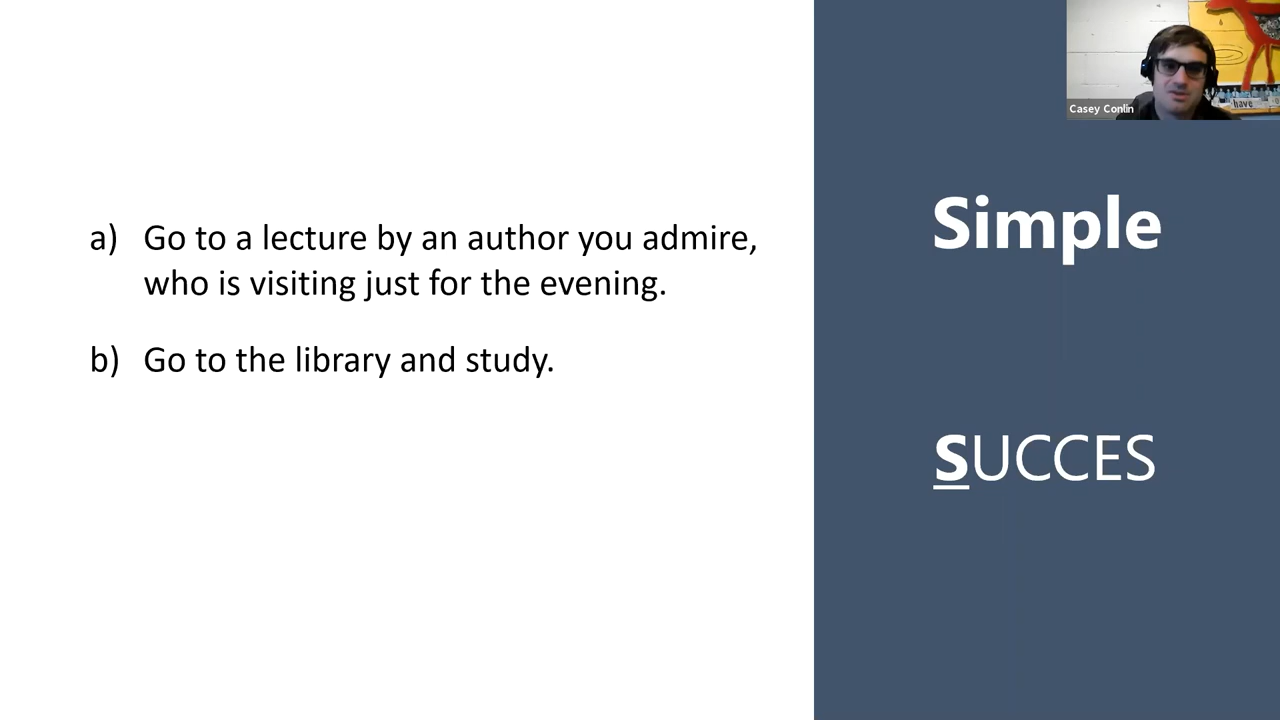 a) Go to a lecture by an author you admire,
who is visiting just for the evening.
b) Go to the library and study.
Simple
SUCCES
Casey Conlin
have